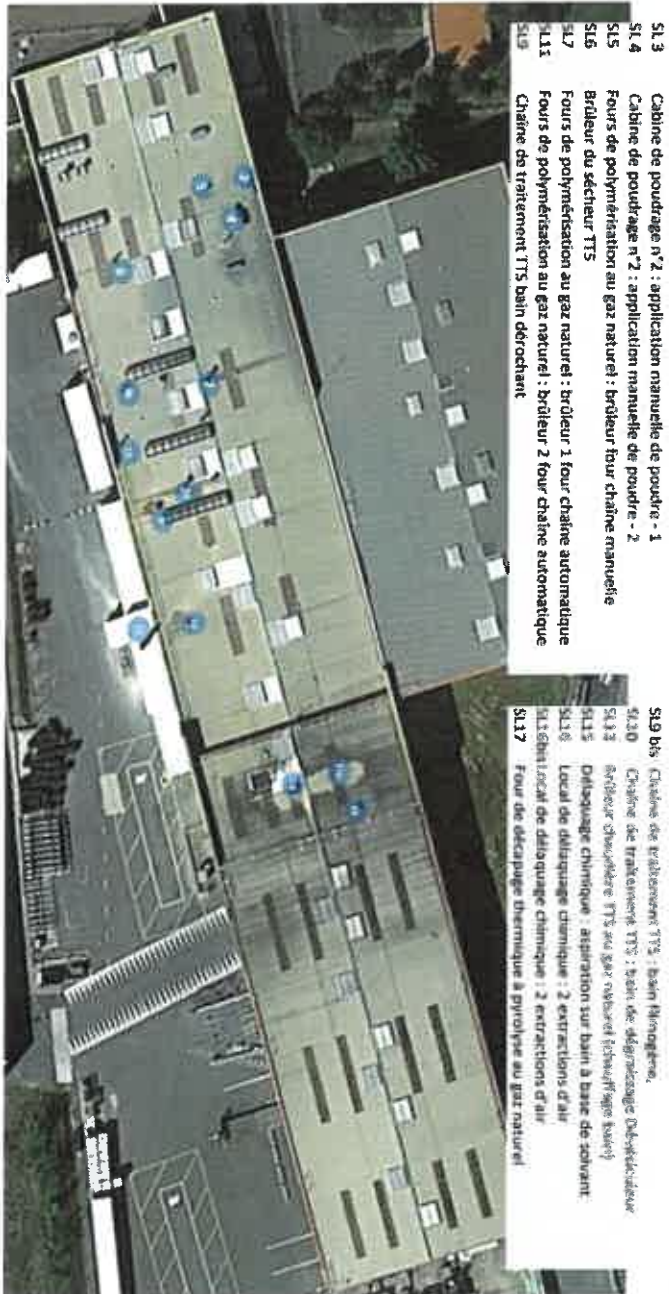 SL3 Cabine de poudrage n°2 : application manuelle de poudre - 1
SL4 Cabine de poudrage n°2 : application manuelle de poudre - 2
SL5 Fours de polymérisation au gaz naturel : brûleur four chaîne manuelle
SL6 Brûleur du sécheur TTS
SL7 Fours de polymérisation au gaz naturel : brûleur 1 four chaîne automatique
SL11 Fours de polymérisation au gaz naturel : brûleur 2 four chaîne automatique
SL9 Chaîne de traitement TTS bain dérochant
SL9 bis Chaîne de traitement TTS : bain
SL10 Chaîne de traitement TTS : bain de dégraissage
Brûleur chaudière TTS au gaz naturel (chauffage bains)
SL15 Délaquage chimique : aspiration sur bain à base de solvant
SL16 Local de délaquage chimique : 2 extractions d'air
SL16bis Local de délaquage chimique : 2 extractions d'air
SL17 Four de décapage thermique à pyrolyse au gaz naturel